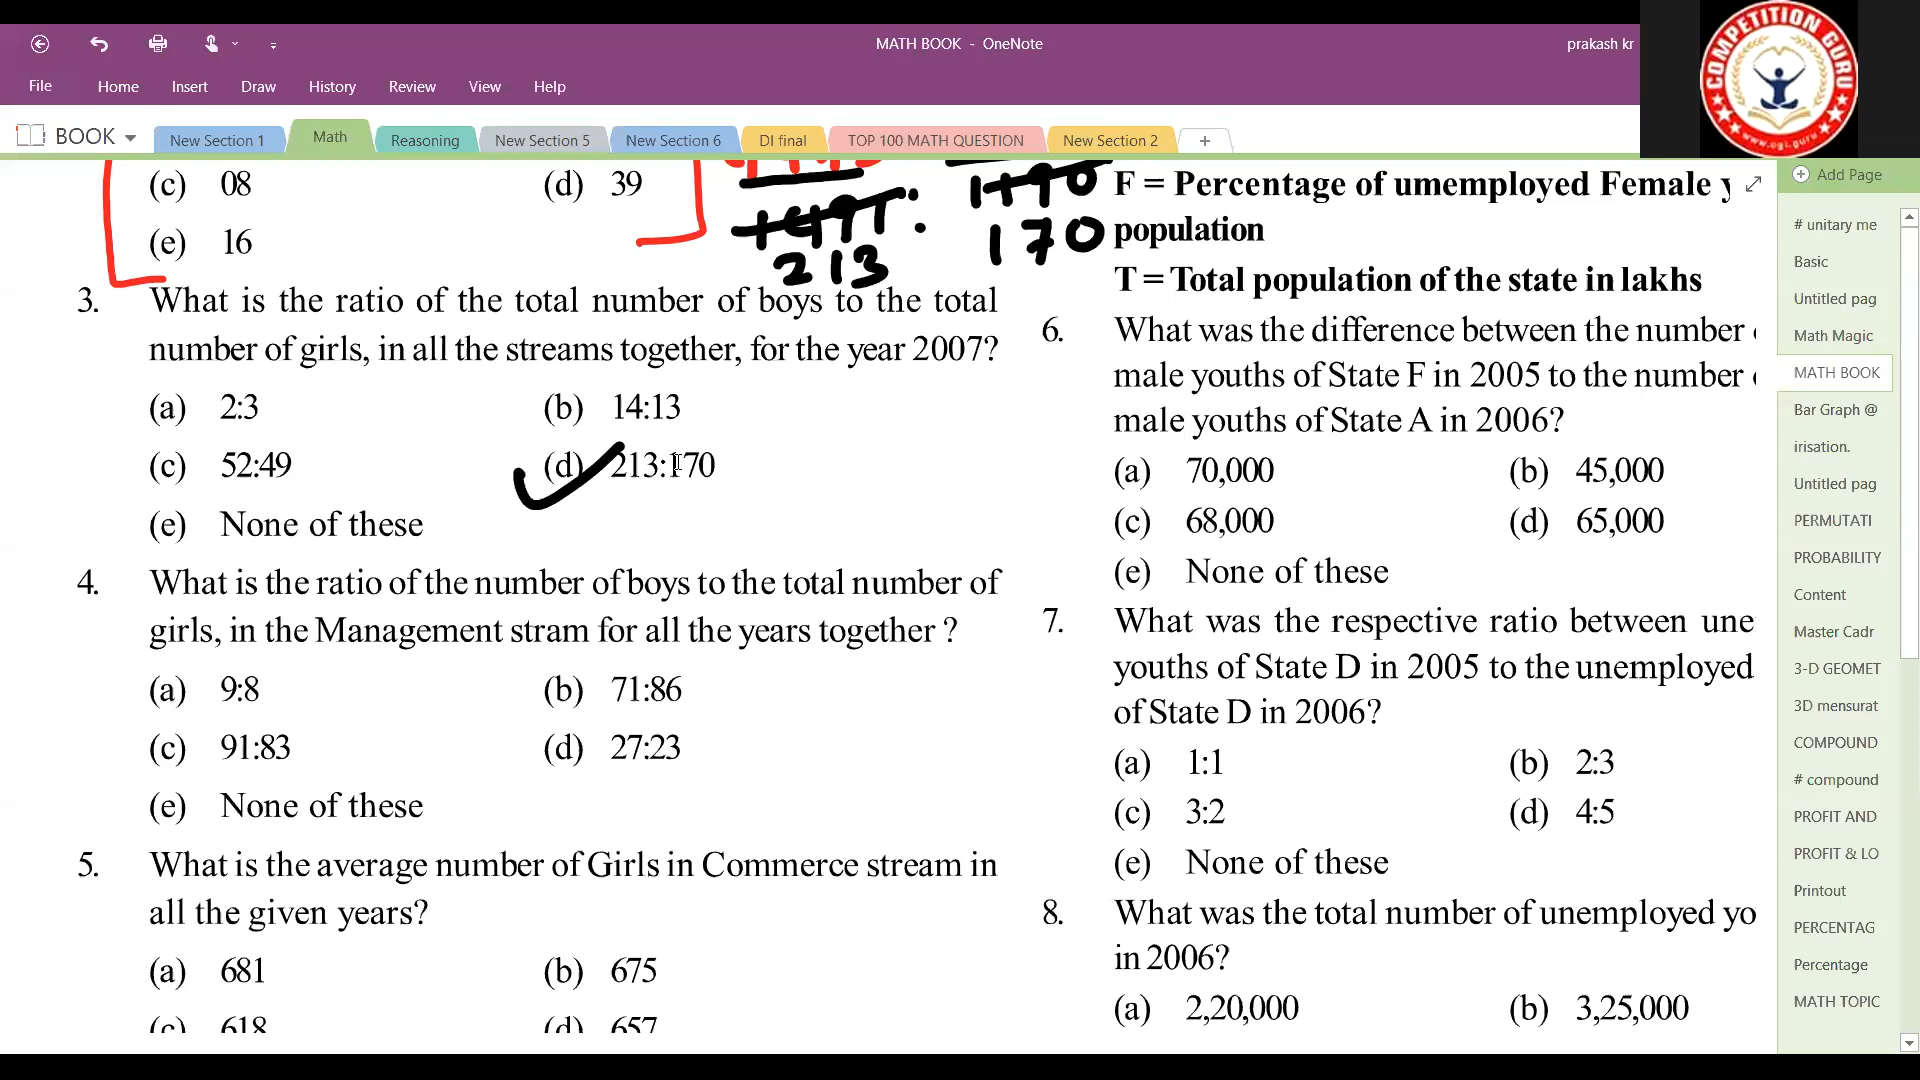 MATH BOOK - OneNote
prakash kr
COMPETITION GURU
File Home Insert Draw History Review View Help
BOOK
New Section 1 Math Reasoning New Section 5 New Section 6 DI final TOP 100 MATH QUESTION New Section 2 +
(c) 08 (d) 39
(e) 16
1190
213 : 170
3. What is the ratio of the total number of boys to the total
number of girls, in all the streams together, for the year 2007?
(a) 2:3 (b) 14:13
(c) 52:49 (d) 213:170
(e) None of these
4. What is the ratio of the number of boys to the total number of
girls, in the Management stram for all the years together ?
(a) 9:8 (b) 71:86
(c) 91:83 (d) 27:23
(e) None of these
5. What is the average number of Girls in Commerce stream in
all the given years?
(a) 681 (b) 675
(c) 618 (d) 657
F = Percentage of umemployed Female
population
T = Total population of the state in lakhs
6. What was the difference between the number
male youths of State F in 2005 to the number
male youths of State A in 2006?
(a) 70,000 (b) 45,000
(c) 68,000 (d) 65,000
(e) None of these
7. What was the respective ratio between une
youths of State D in 2005 to the unemployed
of State D in 2006?
(a) 1:1 (b) 2:3
(c) 3:2 (d) 4:5
(e) None of these
8. What was the total number of unemployed yo
in 2006?
(a) 2,20,000 (b) 3,25,000
Add Page
# unitary me
Basic
Untitled pag
Math Magic
MATH BOOK
Bar Graph @
irisation.
Untitled pag
PERMUTATI
PROBABILITY
Content
Master Cadr
3-D GEOMET
3D mensurat
COMPOUND
# compound
PROFIT AND
PROFIT & LO
Printout
PERCENTAG
Percentage
MATH TOPIC